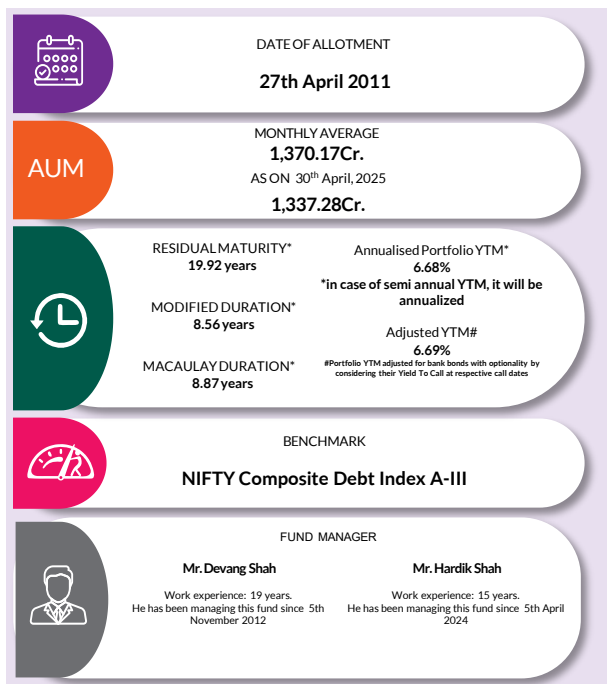 DATE OF ALLOTMENT
27th April 2011
AUM
MONTHLY AVERAGE
1,370.17Cr.
AS ON 30th April, 2025
1,337.28Cr.
RESIDUAL MATURITY*
19.92 years
MODIFIED DURATION*
8.56 years
MACAULAY DURATION*
8.87 years
Annualised Portfolio YTM*
6.68%
*in case of semi annual YTM, it will be
annualized
Adjusted YTM#
6.69%
#Portfolio YTM adjusted for bank bonds with optionality by
considering their Yield To Call at respective call dates
BENCHMARK
NIFTY Composite Debt Index A-III
FUND MANAGER
Mr. Devang Shah
Work experience: 19 years.
He has been managing this fund since 5th
November 2012
Mr. Hardik Shah
Work experience: 15 years.
He has been managing this fund since 5th April
2024